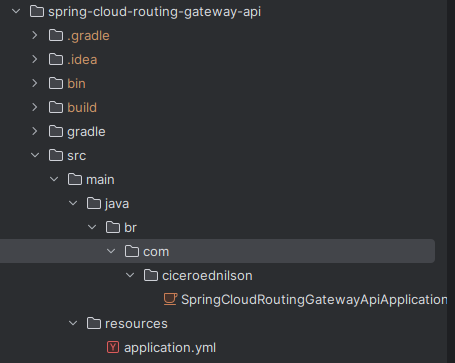 spring-cloud-routing-gateway-api
.gradle
.idea
bin
build
gradle
src
main
java
br
com
ciceroednilson
SpringCloudRoutingGatewayApiApplication
resources
application.yml